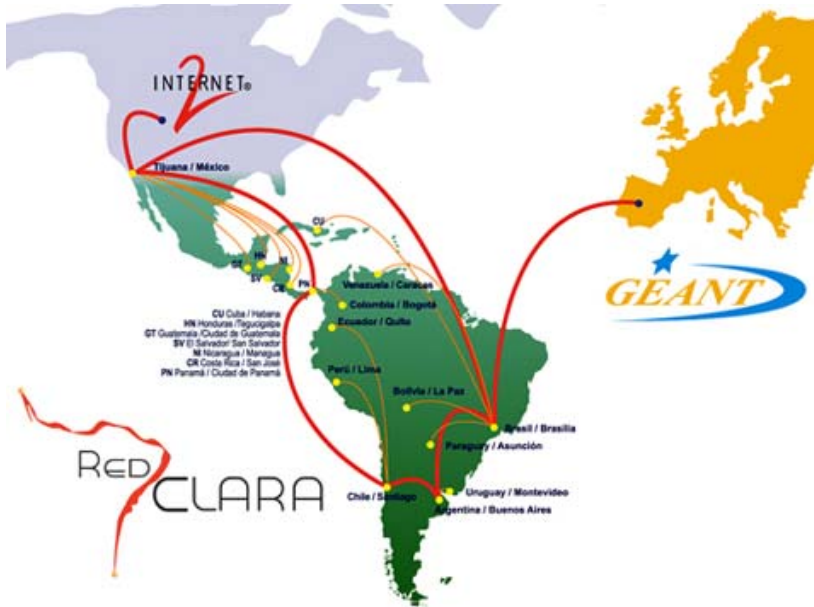 INTERNET2®
Tijuana / México
CU
HN
GT
NI
SV
CR
PN
Venezuela / Caracas
Colombia / Bogotá
Ecuador / Quito
CU Cuba / Habana
HN Honduras /Tegucigalpa
GT Guatemala /Ciudad de Guatemala
SV El Salvador/ San Salvador
NI Nicaragua / Managua
CR Costa Rica / San José
PN Panamá / Ciudad de Panamá
GEANT
Perú / Lima
Bolivia / La Paz
Brasil / Brasilia
Paraguay / Asunción
RED
CLARA
Chile / Santiago
Uruguay / Montevideo
Argentina / Buenos Aires